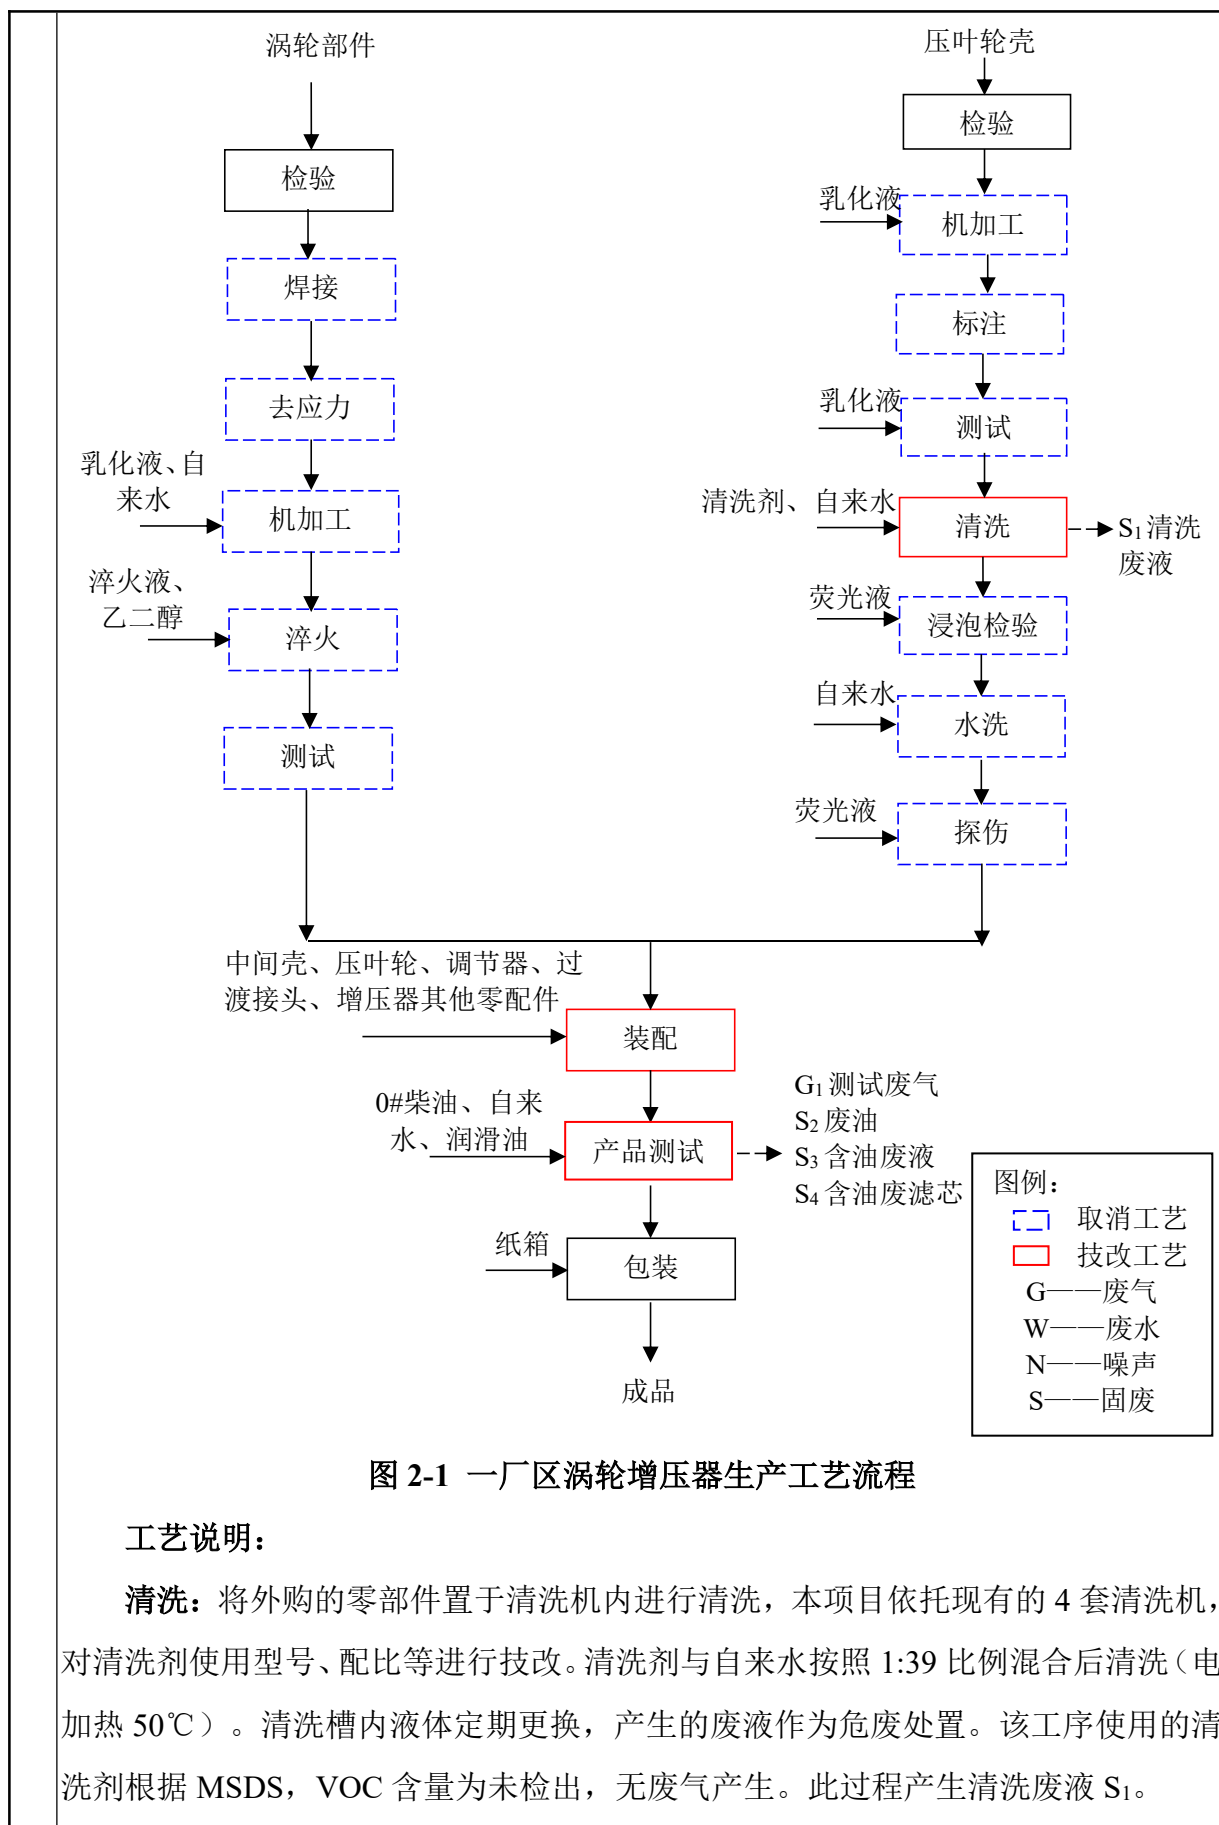 涡轮部件
检验
焊接
去应力
乳化液、自
来水
机加工
淬火液、
乙二醇
淬火
测试
压叶轮壳
检验
乳化液
机加工
标注
乳化液
测试
清洗剂、自来水
清洗
S₁清洗
废液
荧光液
浸泡检验
自来水
水洗
荧光液
探伤
中间壳、压叶轮、调节器、过
渡接头、增压器其他零配件
装配
0#柴油、自来
水、润滑油
产品测试
G₁测试废气
S₂废油
S₃含油废液
S₄含油废滤芯
纸箱
包装
成品
图例：
取消工艺
技改工艺
G——废气
W——废水
N——噪声
S——固废
图 2-1 一厂区涡轮增压器生产工艺流程
工艺说明：
清洗：将外购的零部件置于清洗机内进行清洗，本项目依托现有的 4 套清洗机，
对清洗剂使用型号、配比等进行技改。清洗剂与自来水按照 1:39 比例混合后清洗（电
加热 50℃）。清洗槽内液体定期更换，产生的废液作为危废处置。该工序使用的清
洗剂根据 MSDS，VOC 含量为未检出，无废气产生。此过程产生清洗废液 S₁。